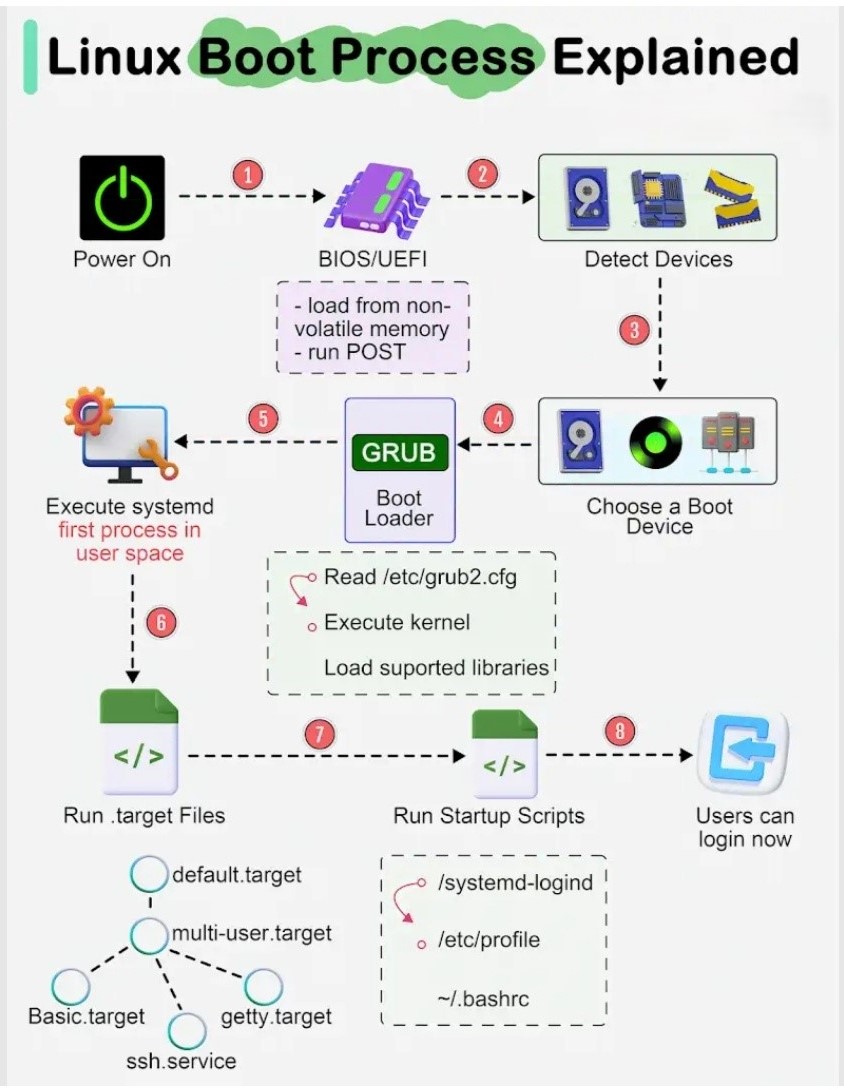 Linux Boot Process Explained
1
2
Power On
BIOS/UEFI
Detect Devices
- load from non-
volatile memory
- run POST
3
5
4
GRUB
Boot
Loader
Execute systemd
first process in
user space
Choose a Boot
Device
Read /etc/grub2.cfg
Execute kernel
Load suported libraries
6
7
8
</>
</>
Run .target Files
Run Startup Scripts
Users can
login now
default.target
multi-user.target
Basic.target
getty.target
ssh.service
/systemd-logind
/etc/profile
~/.bashrc